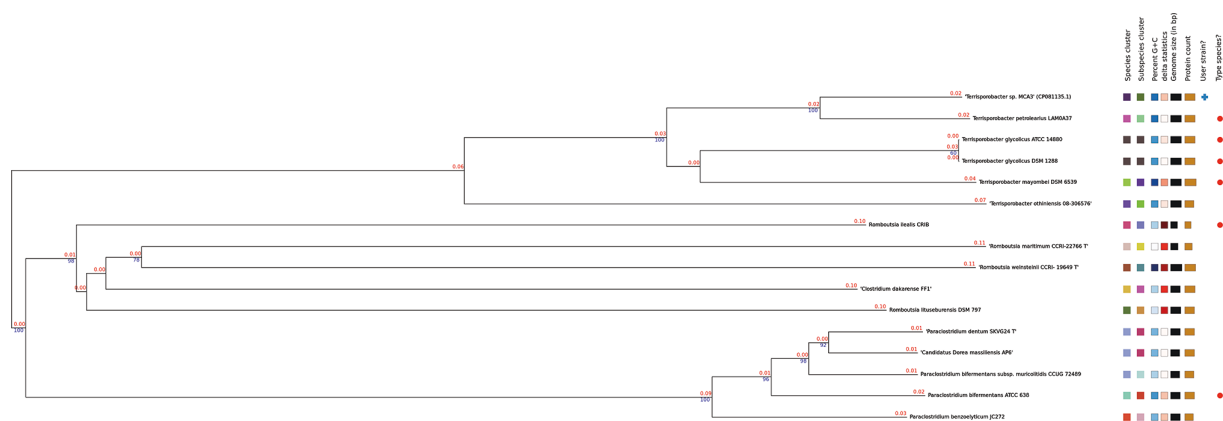 Species cluster
Subspecies cluster
Percent G+C
delta statistics
Genome size (in bp)
Protein count
User strain?
Type species?
0.02
'Terrisporobacter sp. MCA3' (CP081135.1)
0.02
100
0.02
Terrisporobacter petrolearius LAM0A37
0.03
100
0.00
Terrisporobacter glycolicus ATCC 14880
0.03
60
0.00
Terrisporobacter glycolicus DSM 1288
0.00
0.06
0.04
Terrisporobacter mayombei DSM 6539
0.07
'Terrisporobacter othiniensis 08-306576'
0.10
Romboutsia ilealis CRIB
0.11
'Romboutsia maritimum CCRI-22766 T'
0.00
78
0.01
98
0.11
'Romboutsia weinsteinii CCRI- 19649 T'
0.00
0.10
'Clostridium dakarense FF1'
0.00
0.10
Romboutsia lituseburensis DSM 797
0.00
100
0.01
'Paraclostridium dentum SKVG24 T'
0.00
92
0.01
'Candidatus Dorea massiliensis AP6'
0.00
98
0.01
Paraclostridium bifermentans subsp. muricolitidis CCUG 72489
0.01
96
0.02
Paraclostridium bifermentans ATCC 638
0.09
100
0.03
Paraclostridium benzoelyticum JC272